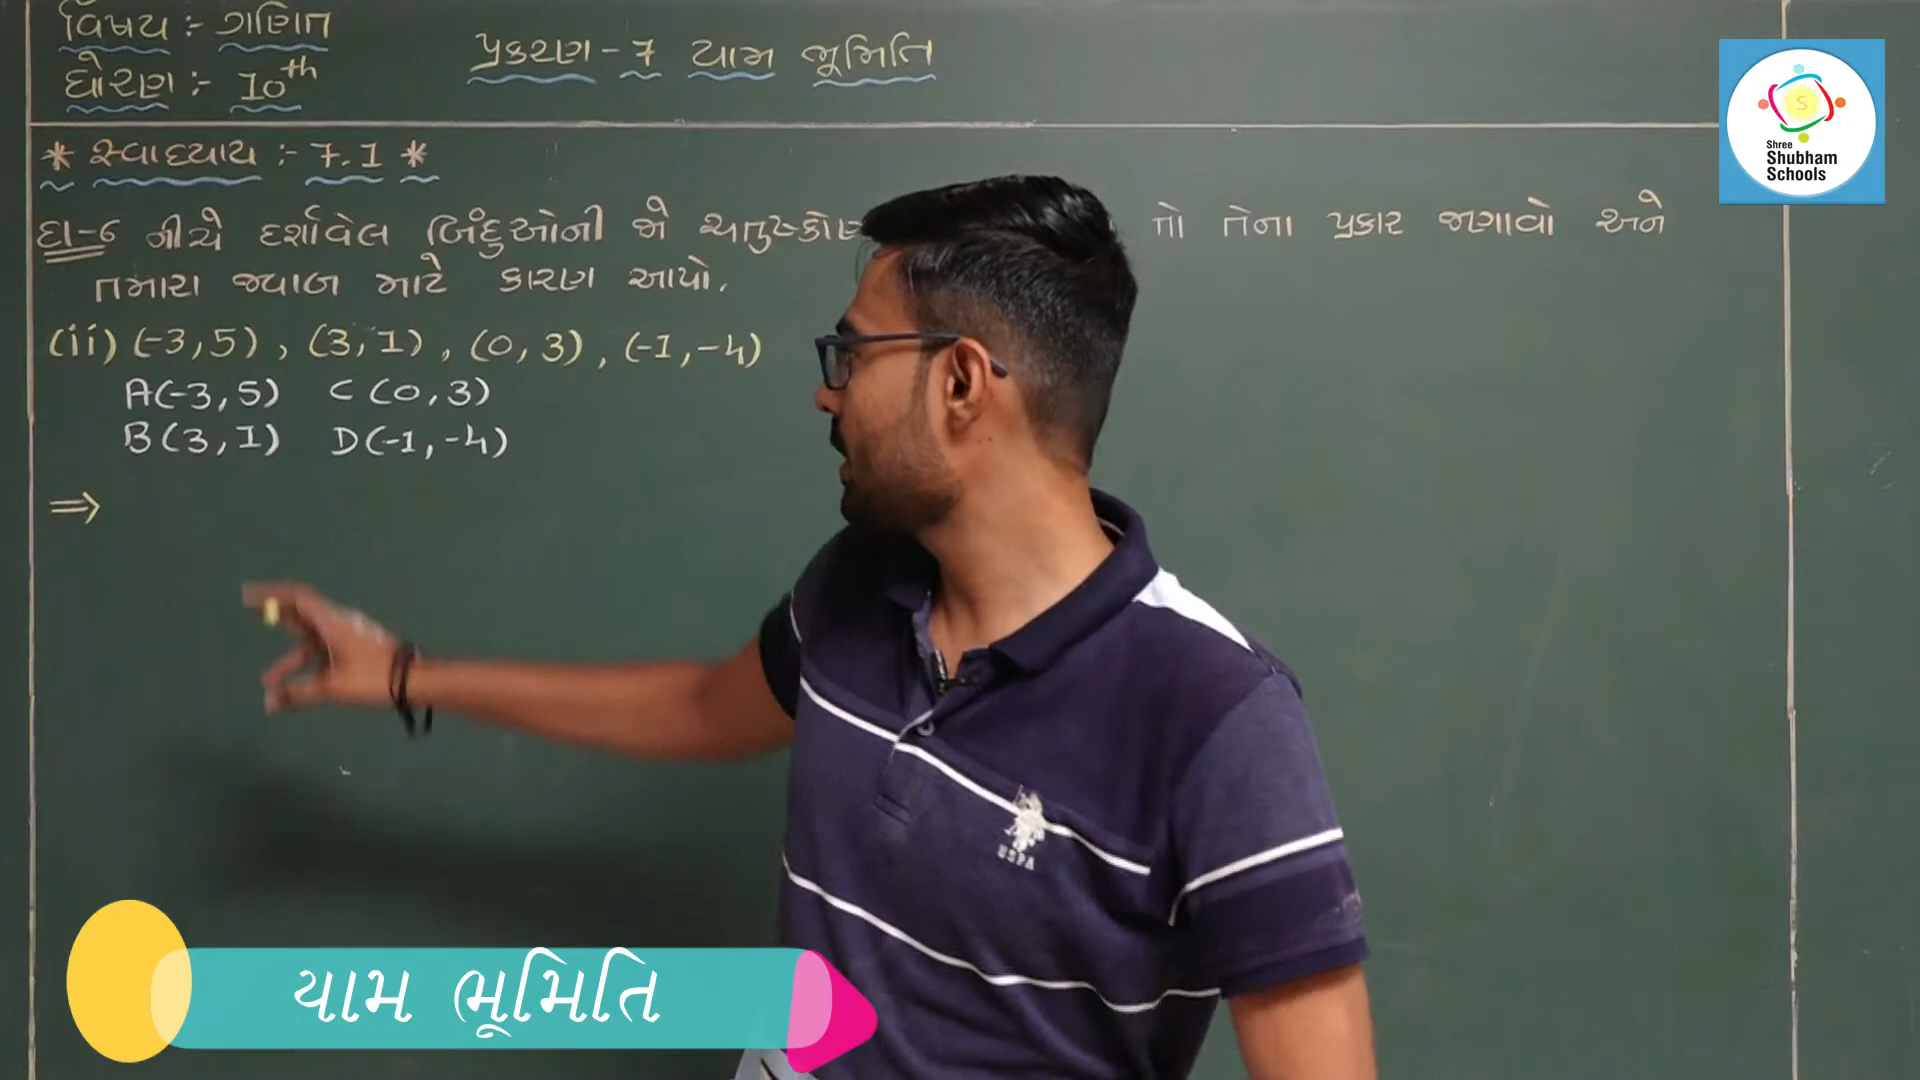 વિષય :- ગણિત
ધોરણ :- 10th
પ્રકરણ - 7 યામ ભૂમિતિ
* સ્વાધ્યાય :- 7.1 *
દા-6 નીચે દર્શાવેલ બિંદુઓની જો તો તેના પ્રકાર જણાવો અને
તમારા જવાબ માટે કારણ આપો.
(ii) (-3,5) , (3,1) , (0,3) , (-1,-4)
A(-3,5) C(0,3)
B(3,1) D(-1,-4)
⇒
Shree
Shubham
Schools
S
USPA
યામ ભૂમિતિ